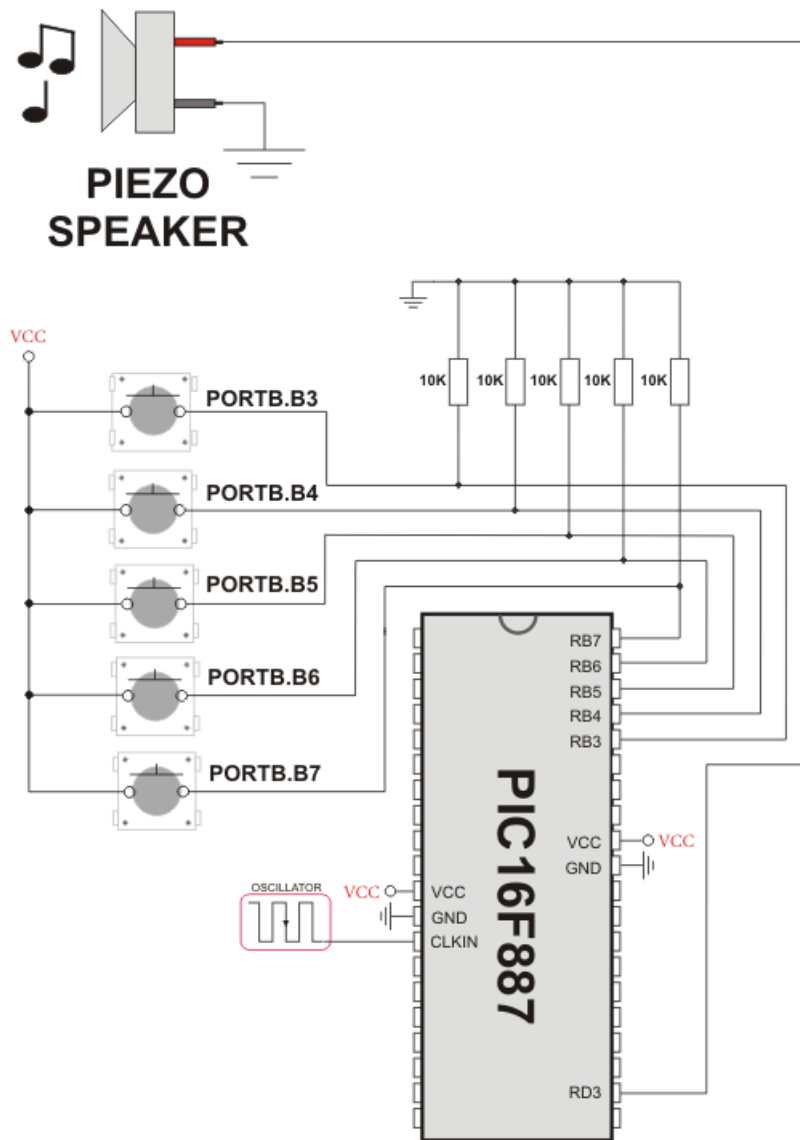 PIEZO
SPEAKER
VCC
10K 10K 10K 10K 10K
PORTB.B3
PORTB.B4
PORTB.B5
PORTB.B6
PORTB.B7
RB7
RB6
RB5
RB4
RB3
PIC16F887
VCC VCC
GND
OSCILLATOR
VCC VCC
GND
CLKIN
RD3